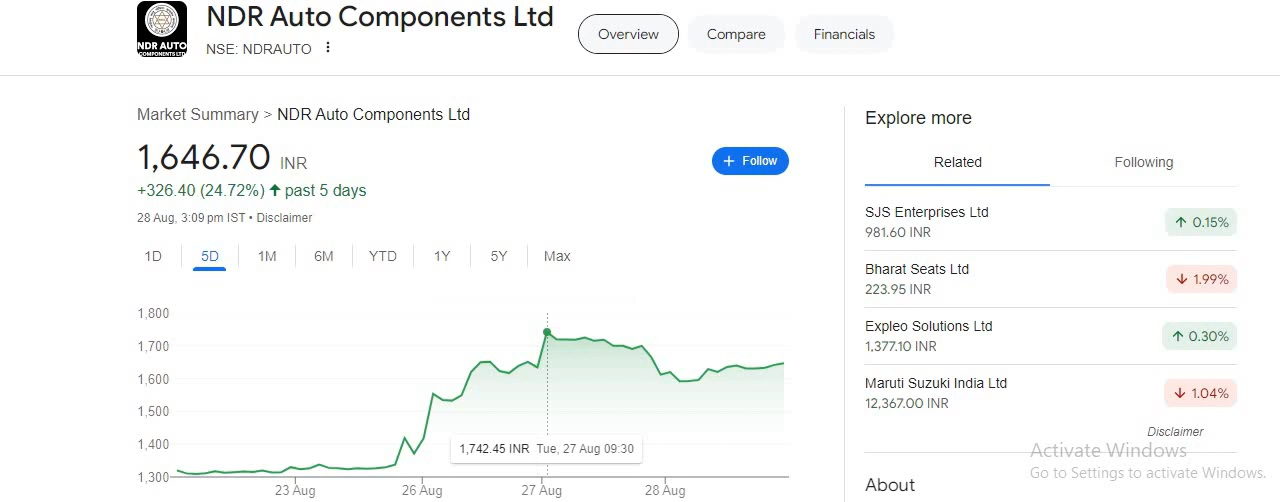 NDR AUTO
COMPONENTS LTD
NDR Auto Components Ltd
NSE: NDRAUTO
Overview
Compare
Financials
Market Summary > NDR Auto Components Ltd
1,646.70 INR
+ Follow
+326.40 (24.72%) ↑ past 5 days
28 Aug, 3:09 pm IST • Disclaimer
1D 5D 1M 6M YTD 1Y 5Y Max
1,800
1,700
1,600
1,500
1,400
1,300
1,742.45 INR Tue, 27 Aug 09:30
23 Aug 26 Aug 27 Aug 28 Aug
Explore more
Related Following
SJS Enterprises Ltd
981.60 INR
↑ 0.15%
Bharat Seats Ltd
223.95 INR
↓ 1.99%
Expleo Solutions Ltd
1,377.10 INR
↑ 0.30%
Maruti Suzuki India Ltd
12,367.00 INR
↓ 1.04%
Disclaimer
Activate Windows
Go to Settings to activate Windows.
About